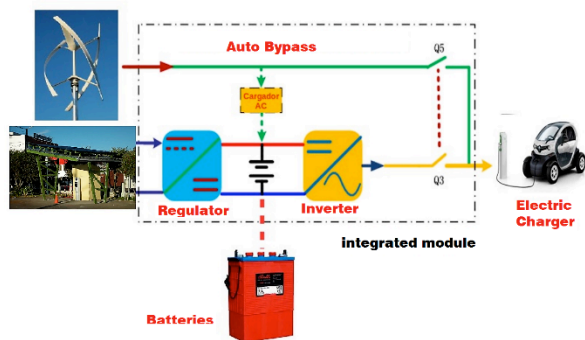 Auto Bypass
Q5
Cargador
AC
Regulator
Inverter
Q3
Electric
Charger
integrated module
Batteries